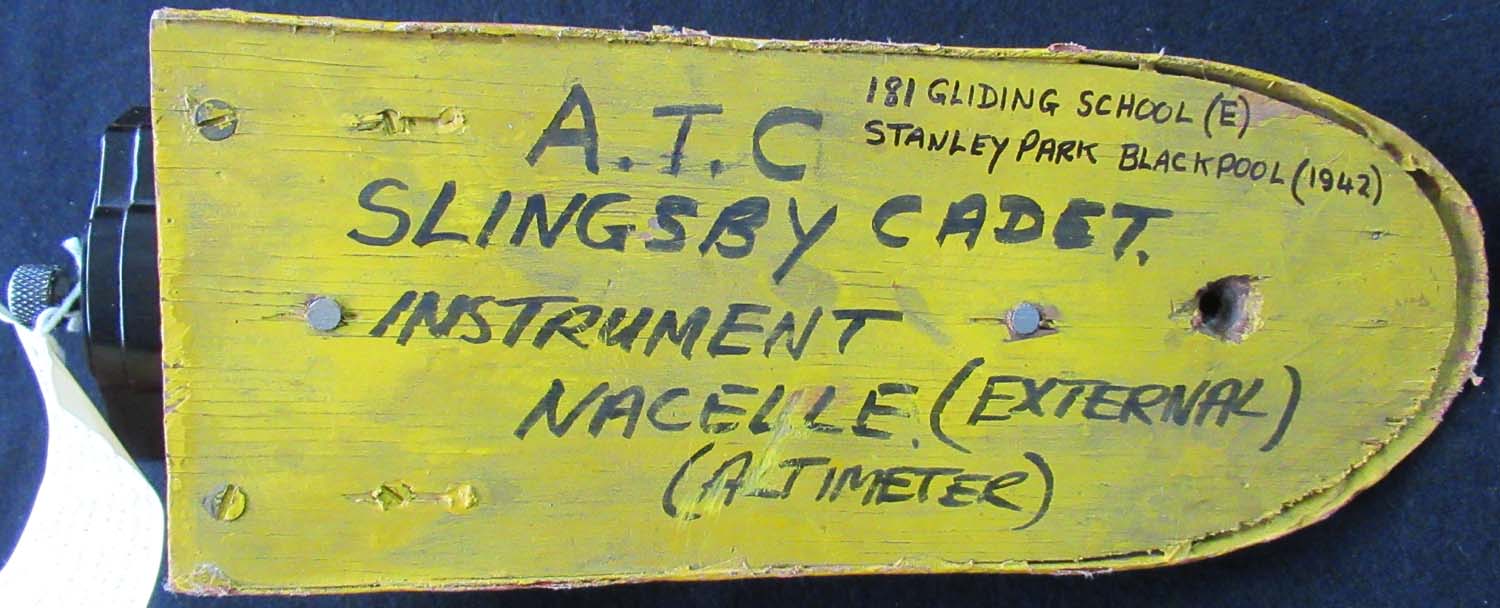 A.T.C
181 GLIDING SCHOOL (E)
STANLEY PARK BLACKPOOL (1942)
SLINGSBY CADET.
INSTRUMENT
NACELLE. (EXTERNAL)
(ALTIMETER)